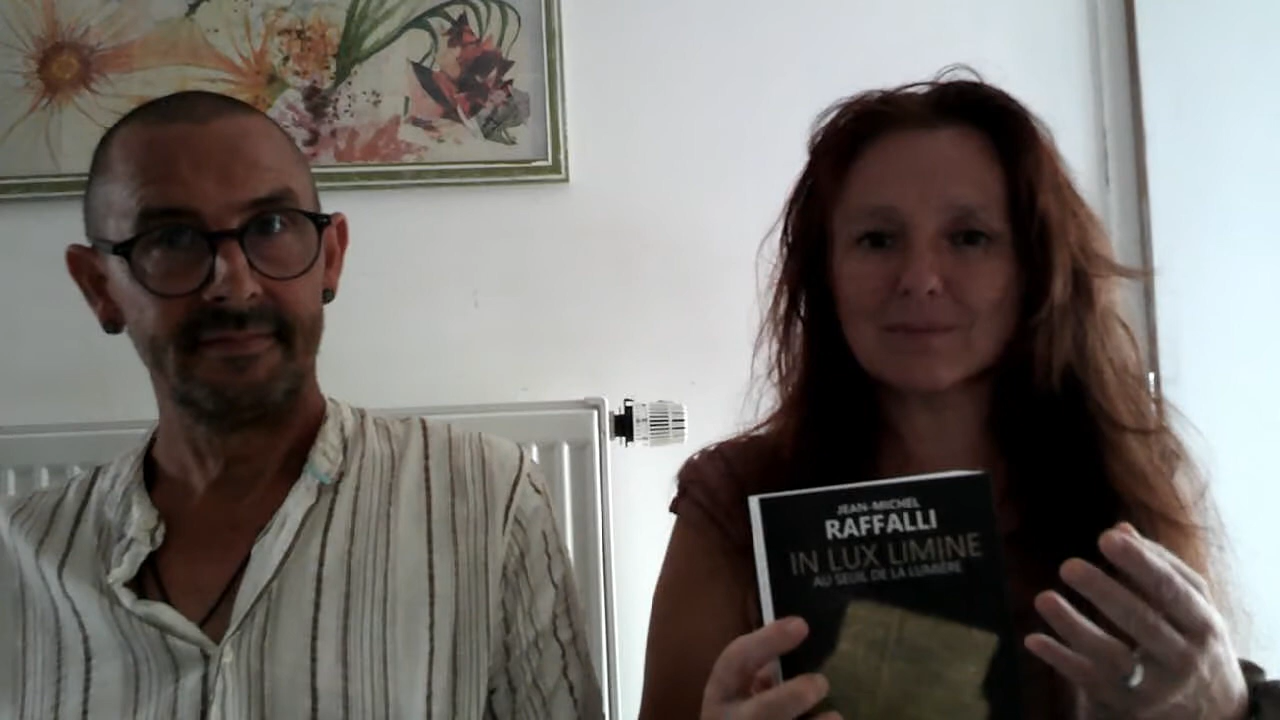 JEAN-MICHEL
RAFFALLI
IN LUX LIMINE
AU SEUIL DE LA LUMIÈRE